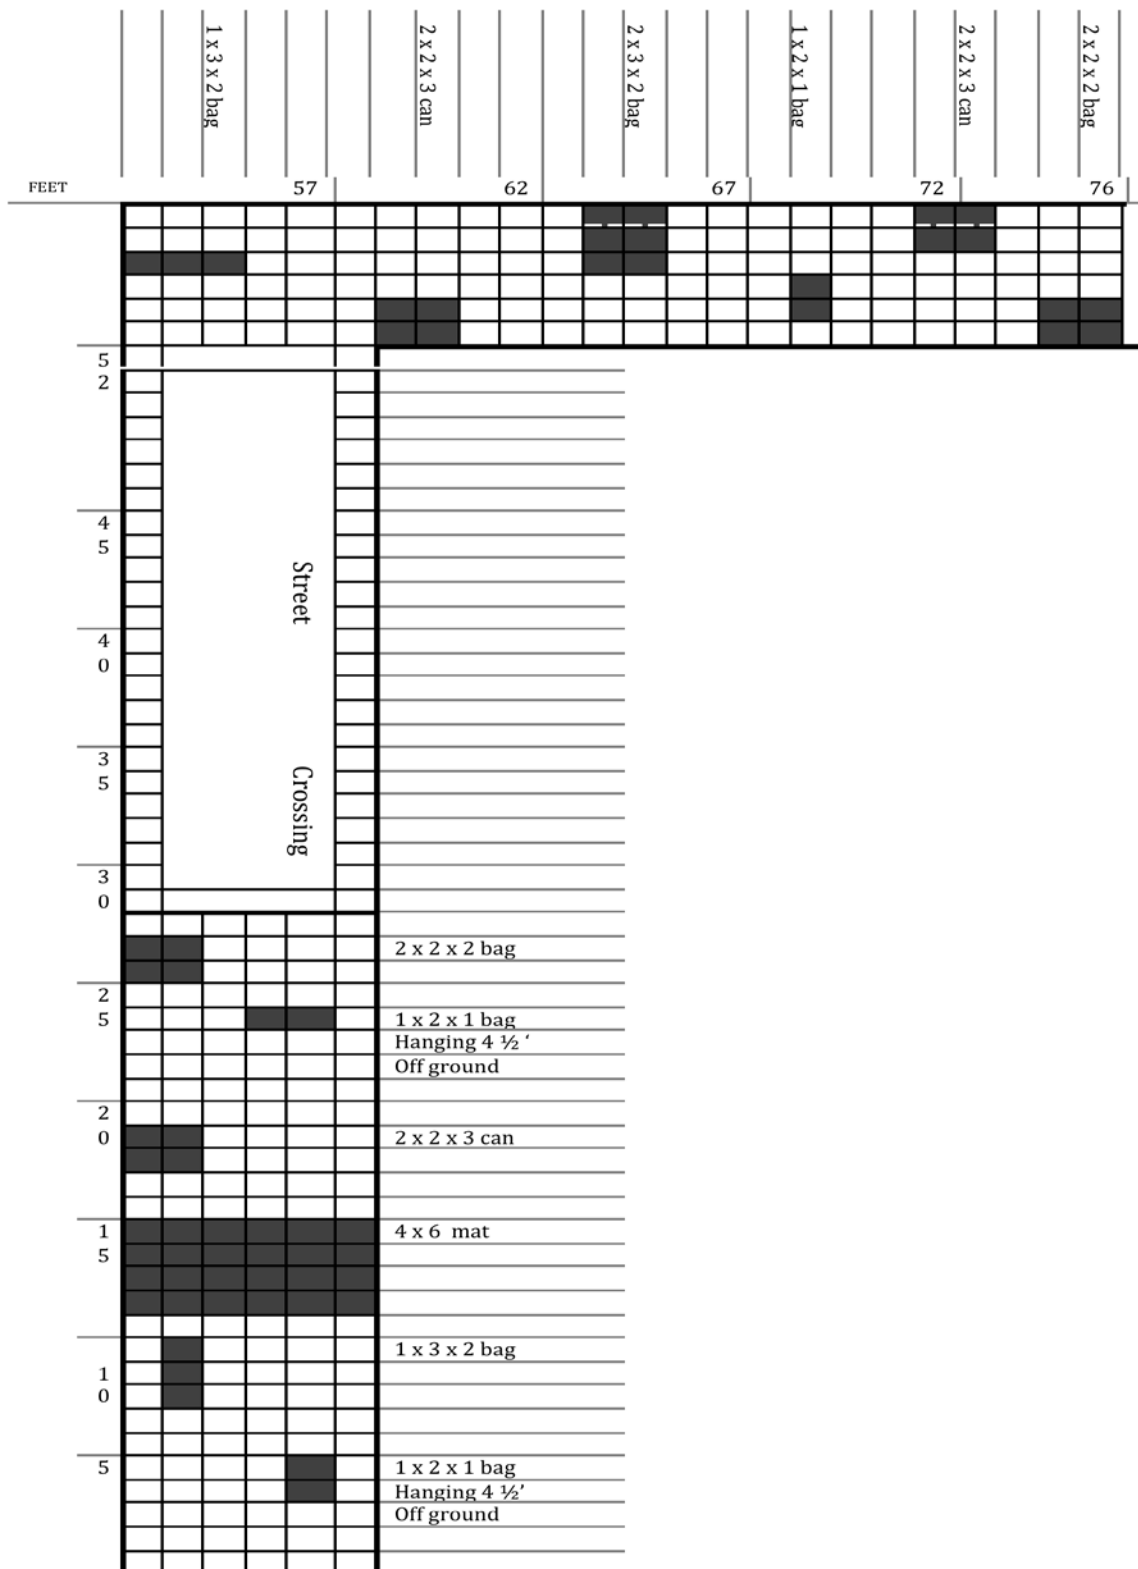 1 x 3 x 2 bag
2 x 2 x 3 can
2 x 3 x 2 bag
1 x 2 x 1 bag
2 x 2 x 3 can
2 x 2 x 2 bag
FEET 57 62 67 72 76
5
2
4
5
Street
4
0
3
5
Crossing
3
0
2 x 2 x 2 bag
2
5
1 x 2 x 1 bag
Hanging 4 ½ ‘
Off ground
2
0
2 x 2 x 3 can
1
5
4 x 6 mat
1 x 3 x 2 bag
1
0
5
1 x 2 x 1 bag
Hanging 4 ½’
Off ground